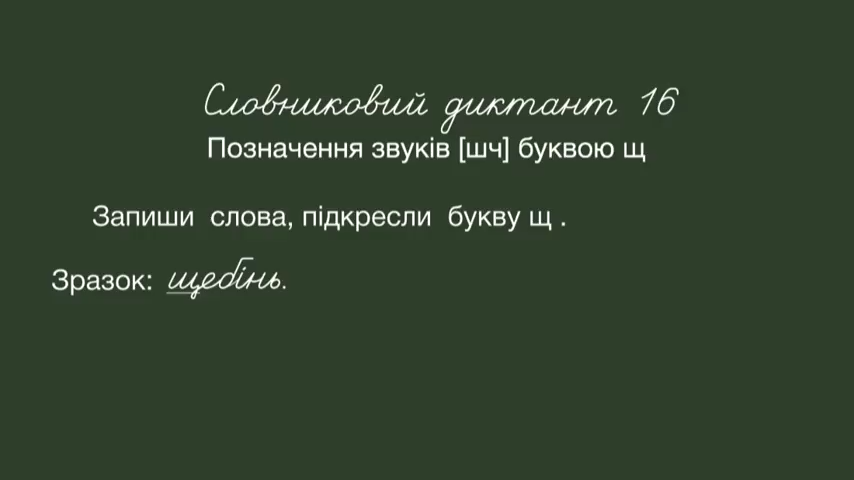 Словниковий диктант 16
Позначення звуків [шч] буквою щ
Запиши слова, підкресли букву щ .
Зразок: щебінь.